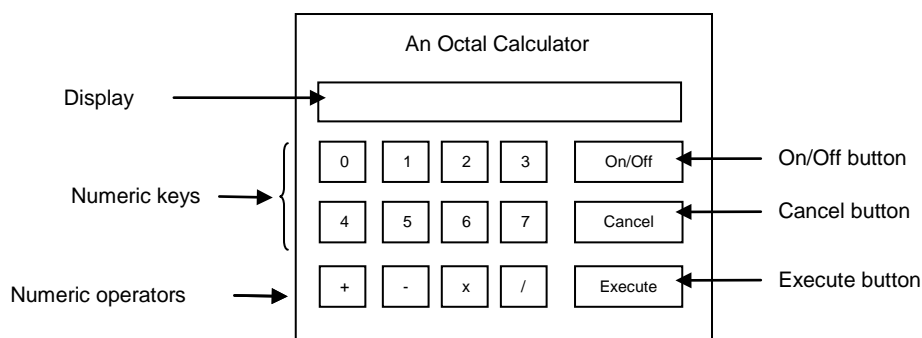 An Octal Calculator
Display
0 1 2 3 On/Off On/Off button
Numeric keys
4 5 6 7 Cancel Cancel button
Numeric operators + - x / Execute Execute button